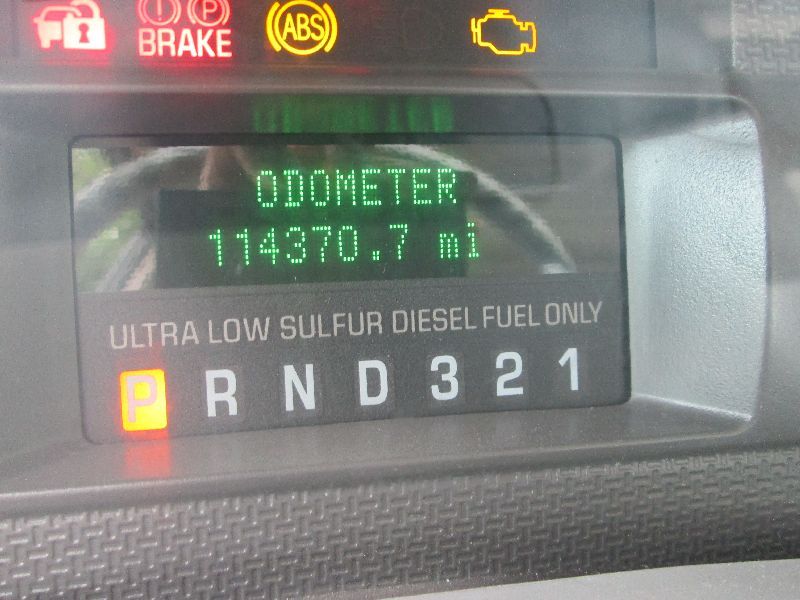 ! P ABS
BRAKE
ODOMETER
114370.7 mi
ULTRA LOW SULFUR DIESEL FUEL ONLY
P R N D 3 2 1